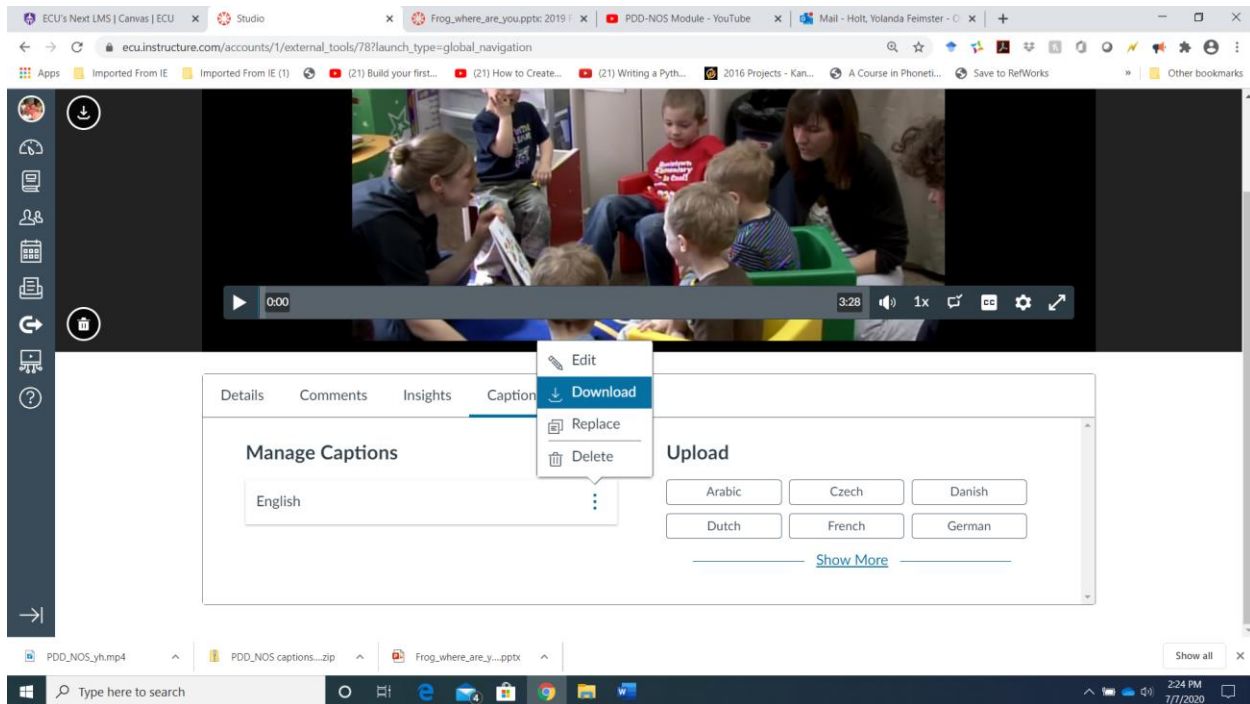 ECU's Next LMS | Canvas | ECU
Studio
Frog_where_are_you.pptx: 2019 F
PDD-NOS Module - YouTube
Mail - Holt, Yolanda Feimster - O
ecu.instructure.com/accounts/1/external_tools/78?launch_type=global_navigation
Apps
Imported From IE
Imported From IE (1)
(21) Build your first...
(21) How to Create...
(21) Writing a Pyth...
2016 Projects - Kan...
A Course in Phoneti...
Save to RefWorks
»
Other bookmarks
0:00
3:28
1x
CC
Edit
Download
Replace
Delete
Details
Comments
Insights
Caption
Manage Captions
English
Upload
Arabic
Czech
Danish
Dutch
French
German
Show More
PDD_NOS_yh.mp4
PDD_NOS captions....zip
Frog_where_are_y....pptx
Show all
Type here to search
2:24 PM
7/7/2020